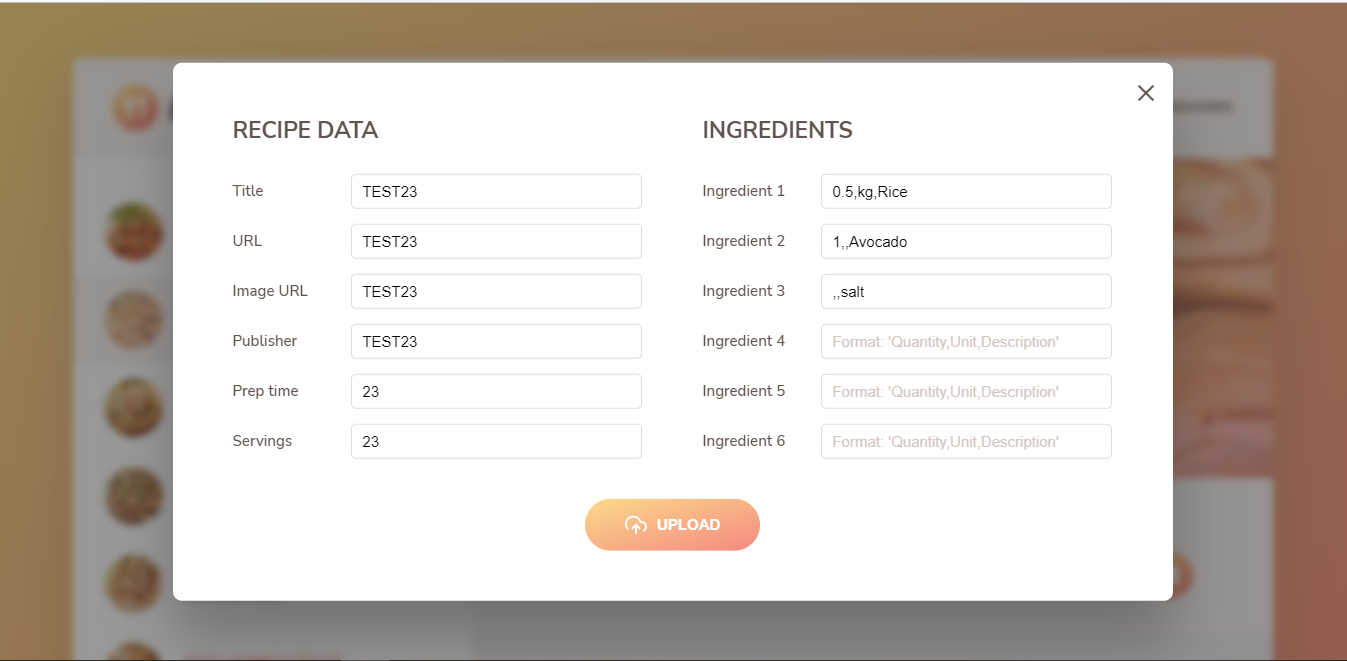 RECIPE DATA
Title
TEST23
URL
TEST23
Image URL
TEST23
Publisher
TEST23
Prep time
23
Servings
23
INGREDIENTS
Ingredient 1
0.5,kg,Rice
Ingredient 2
1,,Avocado
Ingredient 3
,,salt
Ingredient 4
Format: 'Quantity,Unit,Description'
Ingredient 5
Format: 'Quantity,Unit,Description'
Ingredient 6
Format: 'Quantity,Unit,Description'
UPLOAD